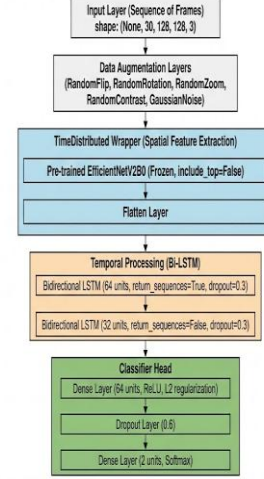 Input Layer (Sequence of Frames)
shape: (None, 30, 128, 128, 3)
Data Augmentation Layers
(RandomFlip, RandomRotation, RandomZoom,
RandomContrast, GaussianNoise)
TimeDistributed Wrapper (Spatial Feature Extraction)
Pre-trained EfficientNetV2B0 (Frozen, include_top=False)
Flatten Layer
Temporal Processing (Bi-LSTM)
Bidirectional LSTM (64 units, return_sequences=True, dropout=0.3)
Bidirectional LSTM (32 units, return_sequences=False, dropout=0.3)
Classifier Head
Dense Layer (64 units, ReLU, L2 regularization)
Dropout Layer (0.6)
Dense Layer (2 units, Softmax)